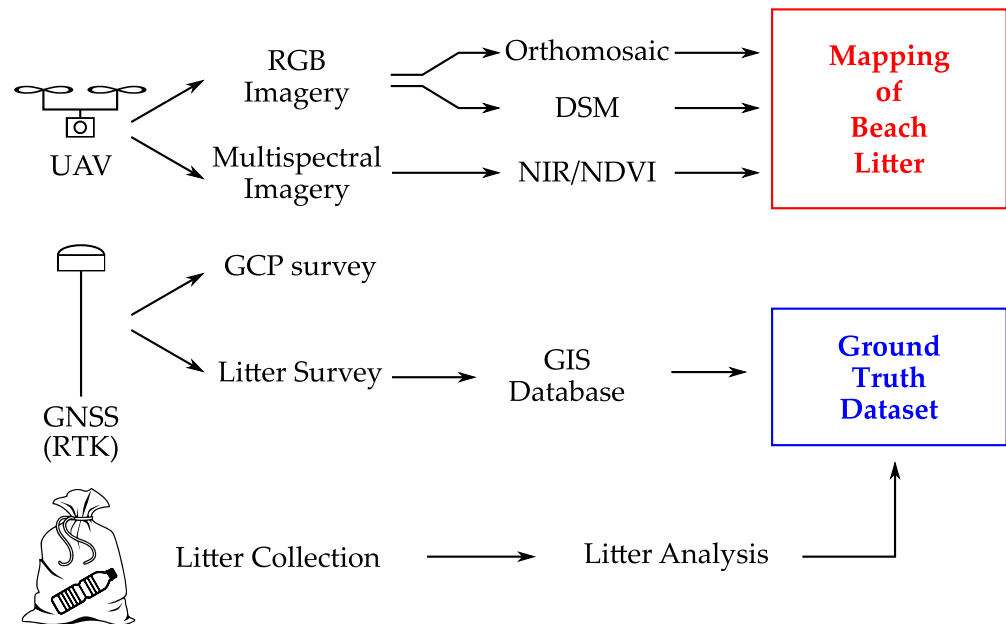 RGB
Imagery
Orthomosaic
DSM
UAV
Multispectral
Imagery
NIR/NDVI
Mapping
of
Beach
Litter
GNSS
(RTK)
GCP survey
Litter Survey
GIS
Database
Ground
Truth
Dataset
Litter Collection
Litter Analysis